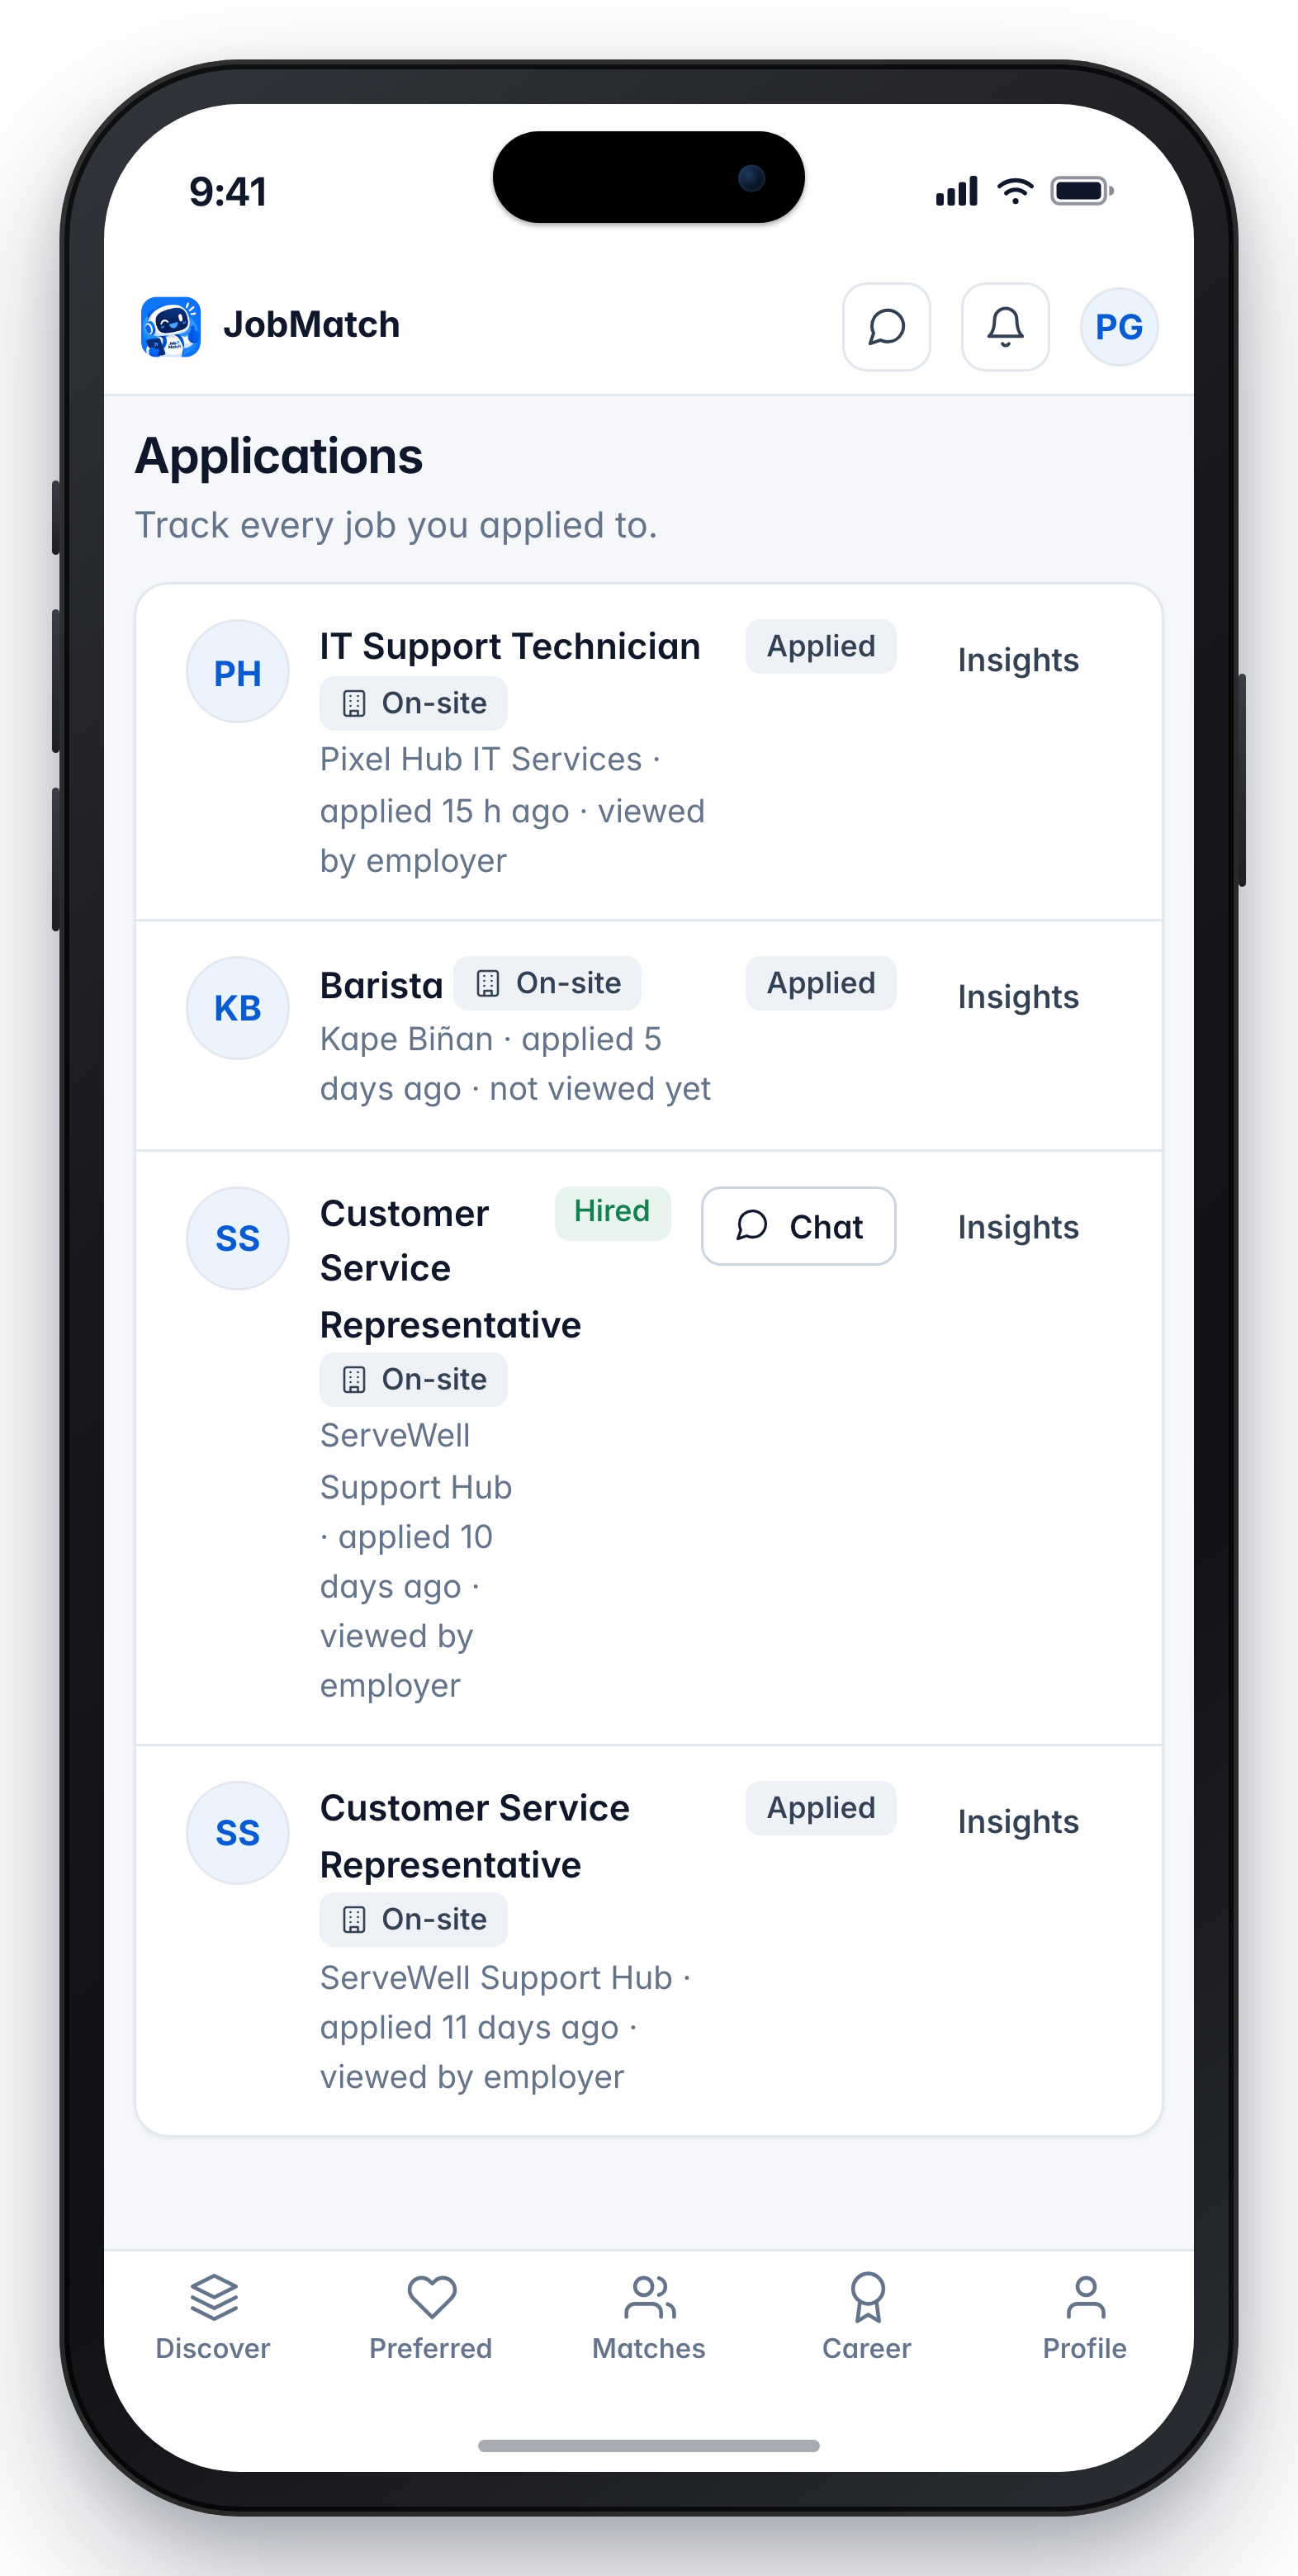 9:41
JobMatch
PG
Applications
Track every job you applied to.
PH
IT Support Technician
Applied
Insights
On-site
Pixel Hub IT Services ·
applied 15 h ago · viewed
by employer
KB
Barista
On-site
Applied
Insights
Kape Biñan · applied 5
days ago · not viewed yet
SS
Customer
Service
Representative
Hired
Chat
Insights
On-site
ServeWell
Support Hub
· applied 10
days ago ·
viewed by
employer
SS
Customer Service
Representative
Applied
Insights
On-site
ServeWell Support Hub ·
applied 11 days ago ·
viewed by employer
Discover
Preferred
Matches
Career
Profile